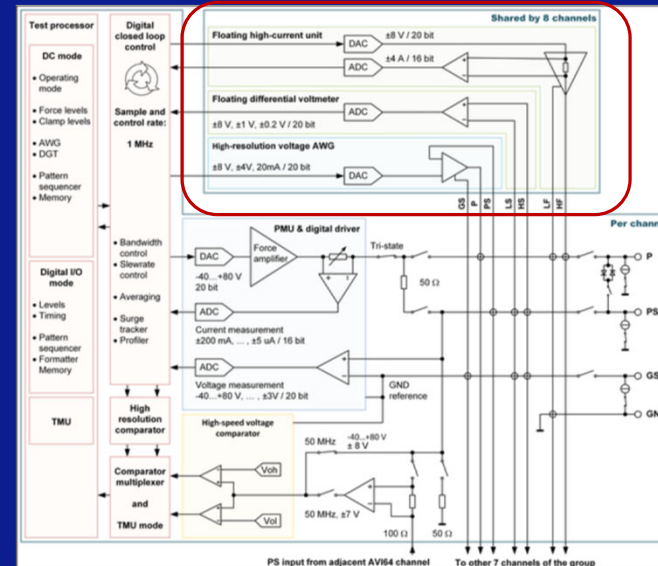 Test processor
DC mode
• Operating
mode
• Force levels
• Clamp levels
• AWG
• DGT
• Pattern
sequencer
• Memory
Digital I/O
mode
• Levels
• Timing
• Pattern
sequencer
• Formatter
Memory
TMU
Digital
closed loop
control
Sample and
control rate:
1 MHz
• Bandwidth
control
• Slewrate
control
• Averaging
• Surge
tracker
• Profiler
High
resolution
comparator
Comparator
multiplexer
and
TMU mode
Shared by 8 channels
Floating high-current unit
DAC
±8 V / 20 bit
ADC
±4 A / 16 bit
Floating differential voltmeter
ADC
±8 V, ±1 V, ±0.2 V / 20 bit
High-resolution voltage AWG
±8 V, ±4V, 20mA / 20 bit
DAC
GS
P
PS
LS
HS
LF
HF
Per chann
PMU & digital driver
DAC
Force
amplifier
-40...+80 V
20 bit
Tri-state
50 Ω
ADC
Current measurement
±200 mA, ... , ±5 uA / 16 bit
ADC
Voltage measurement
-40...+80 V, ... , ±3V / 20 bit
GND
reference
P
PS
GS
GN
High-speed voltage
comparator
Voh
Vol
50 MHz
-40...+80 V
± 8 V
50 MHz, ±7 V
100 Ω
50 Ω
PS input from adjacent AVI64 channel
To other 7 channels of the group